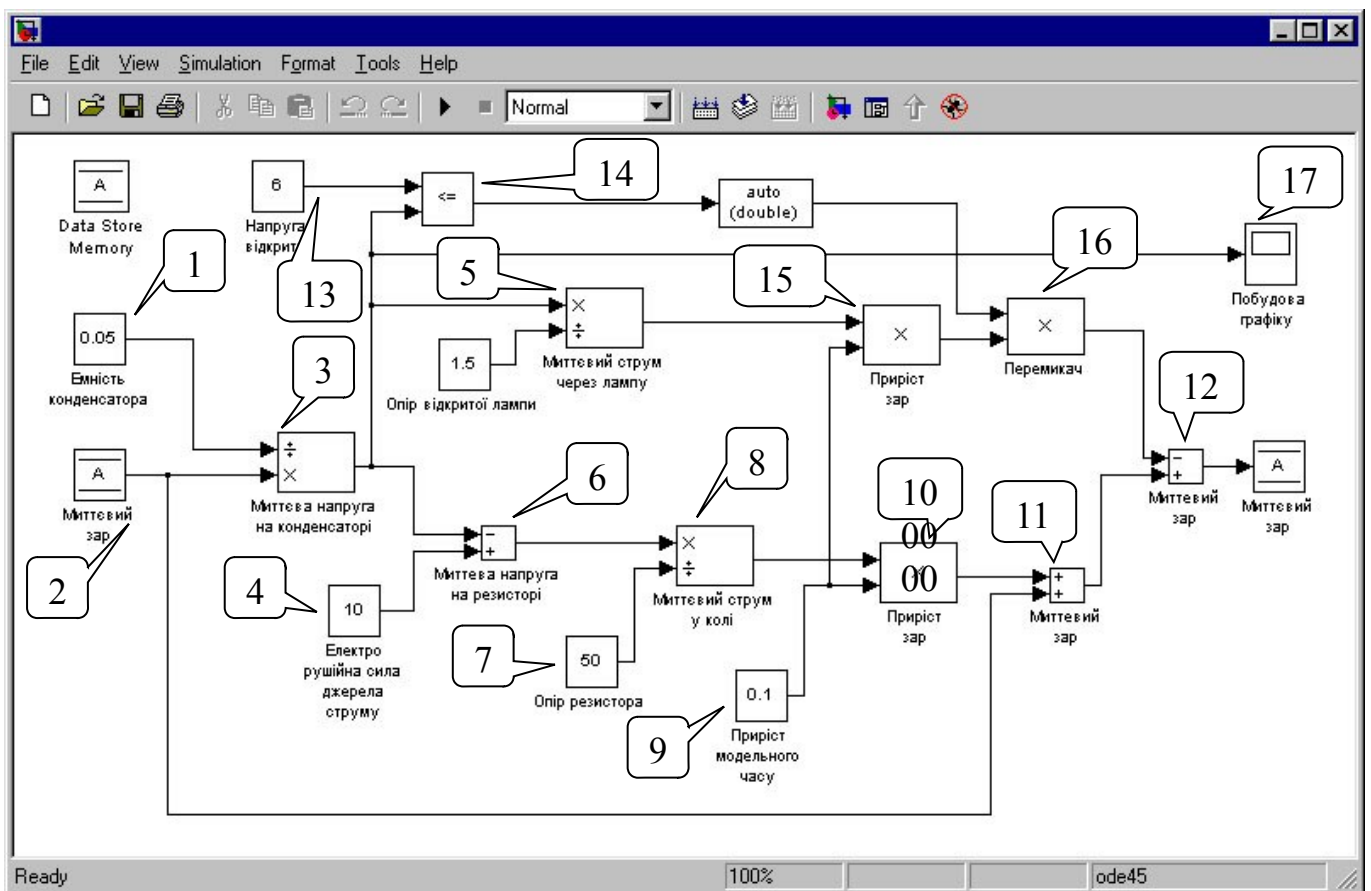 File Edit View Simulation Format Tools Help
Normal
A
Data Store
Memory
6
Напруга
відкрит
13
<=
14
auto
(double)
17
Побудова
графіку
1
0.05
Емність
конденсатора
5
×
÷
Миттєвий струм
через лампу
1.5
Опір відкритої лампи
15
×
Приріст
зар
16
×
Перемикач
3
÷
×
Миттева напруга
на конденсаторі
A
Миттєвий
зар
2
12
−
+
Миттєвий
зар
A
Миттєвий
зар
6
−
+
Миттева напруга
на резисторі
8
×
÷
Миттєвий струм
у колі
10
00
00
Приріст
зар
11
+
+
Миттєвий
зар
4
10
Електро
рушійна сила
джерела
струму
7
50
Опір резистора
9
0.1
Приріст
модельного
часу
Ready
100%
ode45